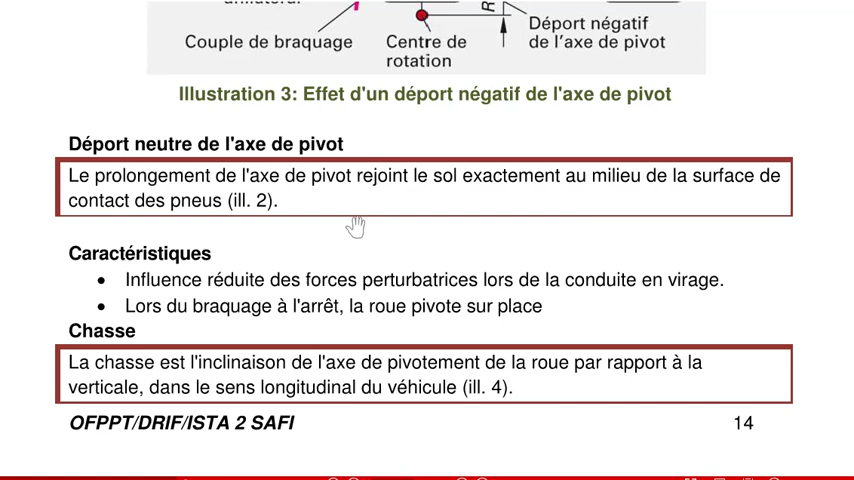 Couple de braquage
Centre de
rotation
Déport négatif
de l'axe de pivot
Illustration 3: Effet d'un déport négatif de l'axe de pivot
Déport neutre de l'axe de pivot
Le prolongement de l'axe de pivot rejoint le sol exactement au milieu de la surface de
contact des pneus (ill. 2).
Caractéristiques
• Influence réduite des forces perturbatrices lors de la conduite en virage.
• Lors du braquage à l'arrêt, la roue pivote sur place
Chasse
La chasse est l'inclinaison de l'axe de pivotement de la roue par rapport à la
verticale, dans le sens longitudinal du véhicule (ill. 4).
OFPPT/DRIF/ISTA 2 SAFI 14